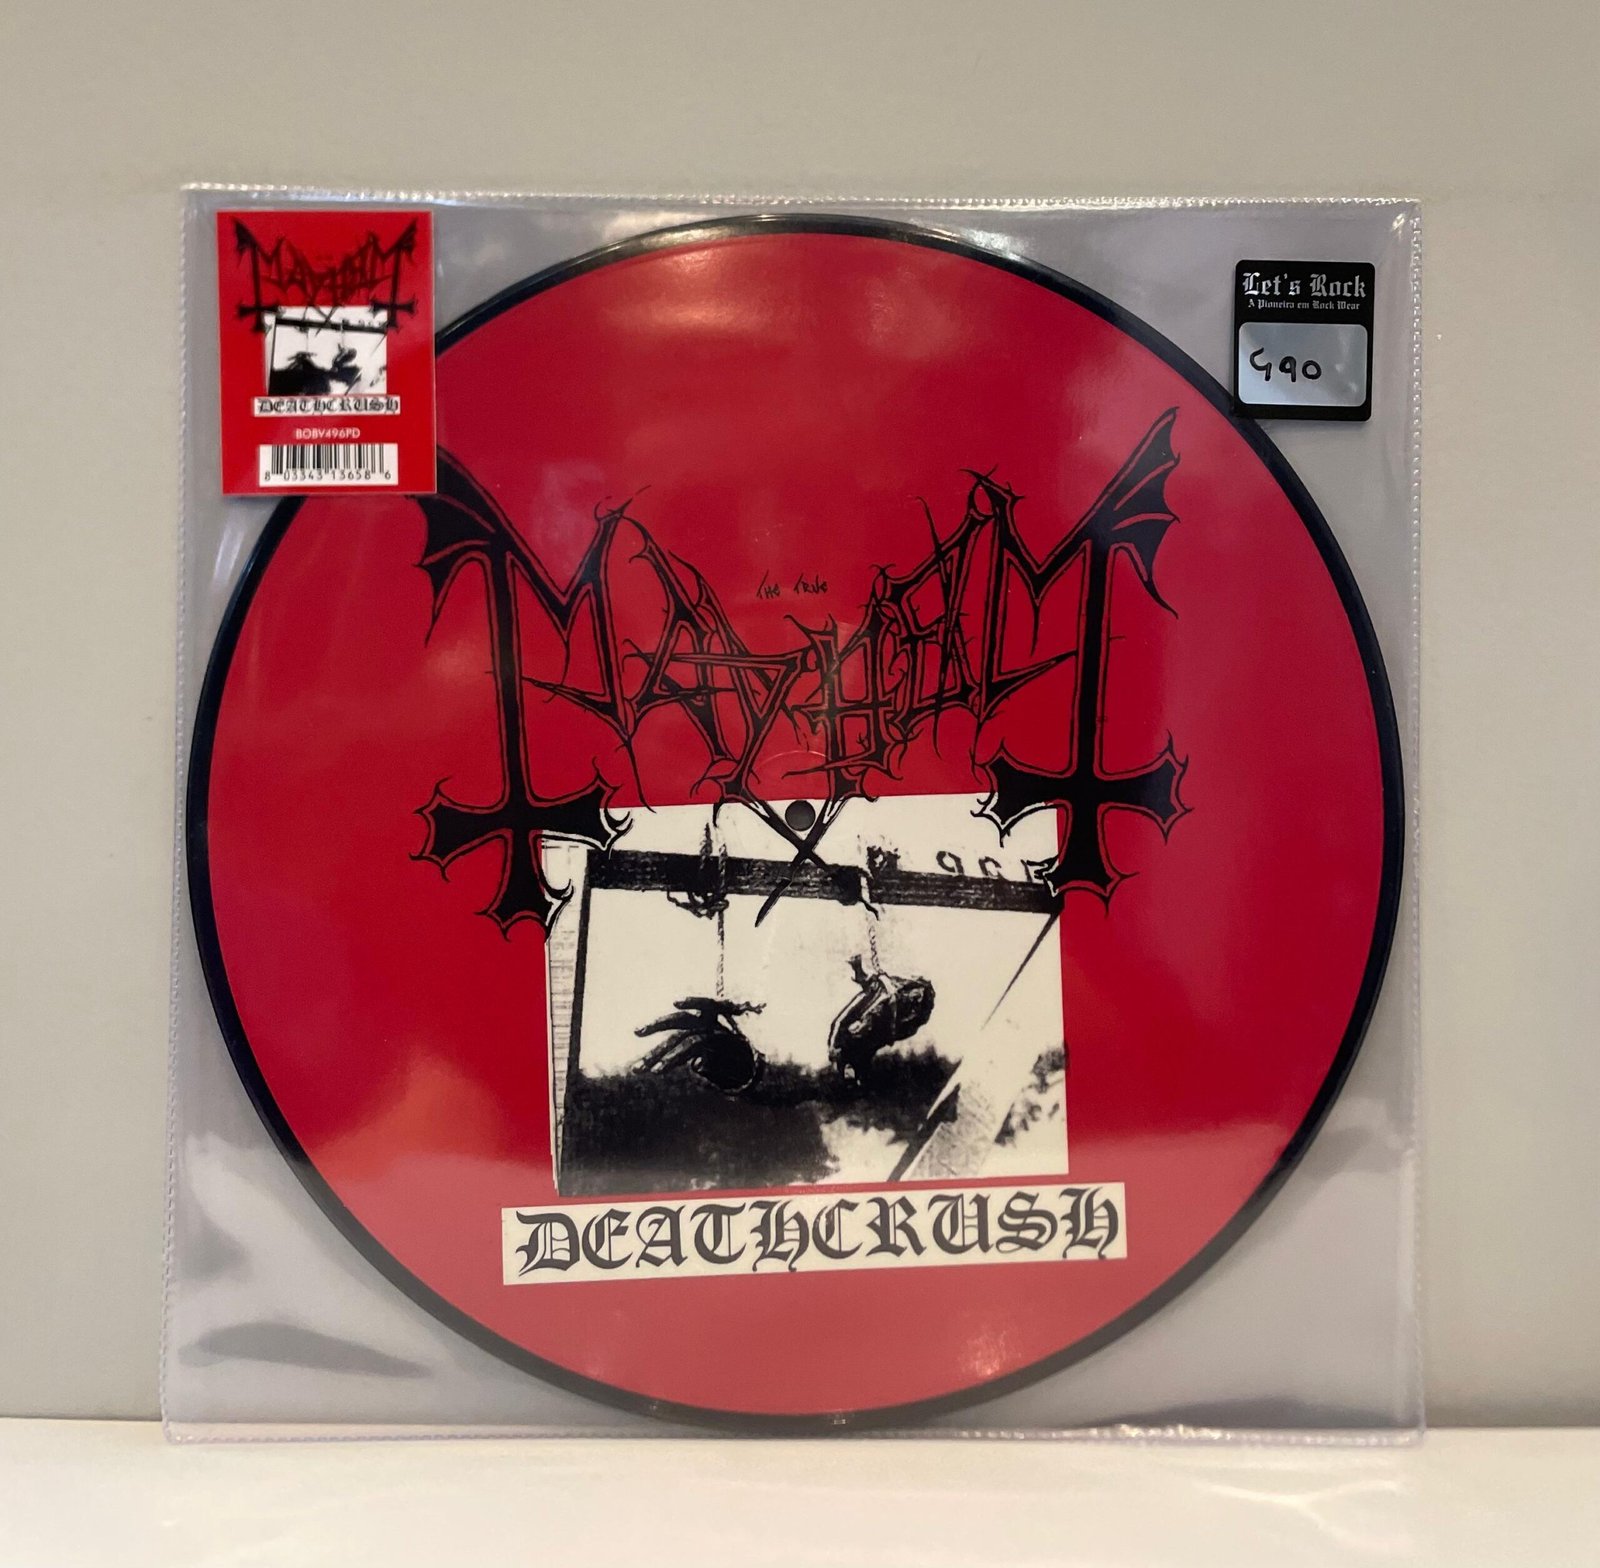 MAYHEM
DEATHCRUSH
BOBV496PD
8 03343 13658 6
Let's Rock
A Pioneira em Rock Wear
490
THE TRUE
MAYHEM
DEATHCRUSH